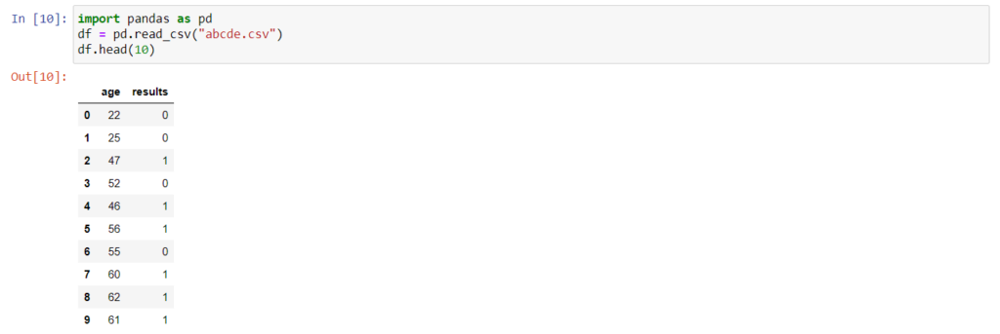 In [10]: import pandas as pd
df = pd.read_csv("abcde.csv")
df.head(10)
Out[10]:
age results
0 22 0
1 25 0
2 47 1
3 52 0
4 46 1
5 56 1
6 55 0
7 60 1
8 62 1
9 61 1